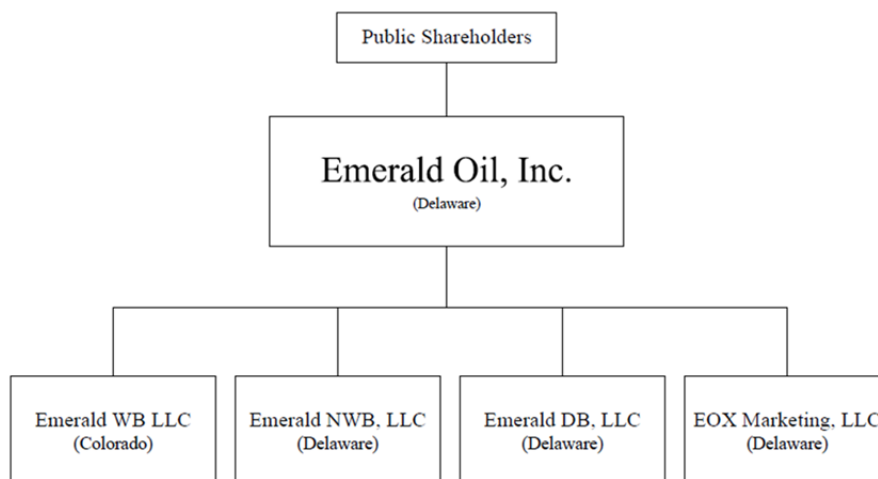 Public Shareholders
Emerald Oil, Inc.
(Delaware)
Emerald WB LLC
(Colorado)
Emerald NWB, LLC
(Delaware)
Emerald DB, LLC
(Delaware)
EOX Marketing, LLC
(Delaware)